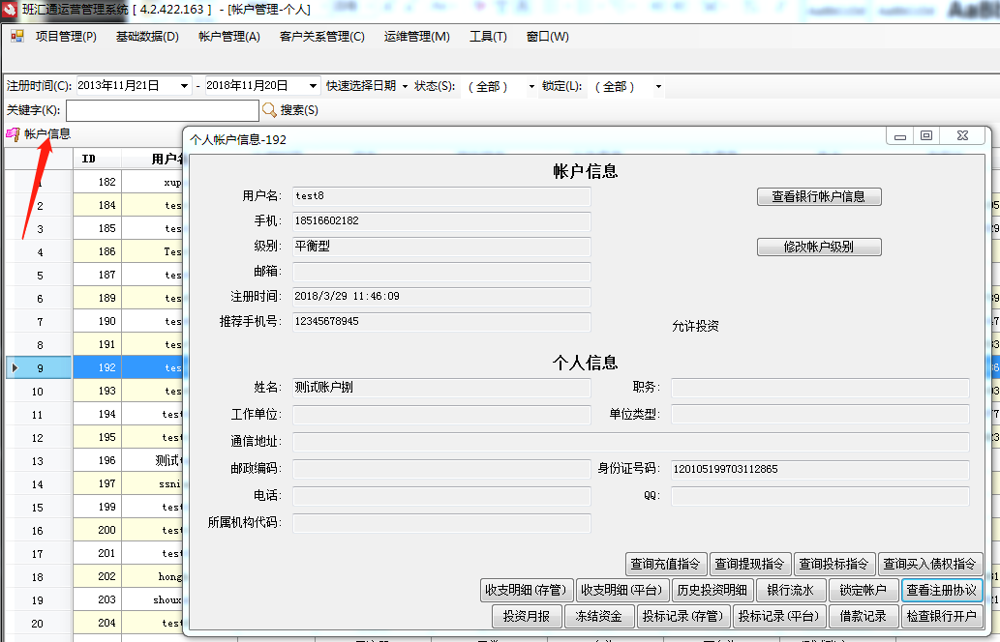 班汇通运营管理系统 [ 4.2.422.163 ] - [帐户管理-个人]
项目管理(P) 基础数据(D) 帐户管理(A) 客户关系管理(C) 运维管理(M) 工具(T) 窗口(W)
注册时间(C): 2013年11月21日 - 2018年11月20日 快速选择日期 状态(S): （全部） 锁定(L): （全部）
关键字(K): 搜索(S)
帐户信息
个人帐户信息-192
ID 用户名
1 182 xup
2 184 tes
3 185 tes
4 186 Tes
5 187 tes
6 189 tes
7 190 tes
8 191 tes
9 192 tes
10 193 tes
11 194 tes
12 195 tes
13 196 测试
14 197 ssni
15 199 test
16 200 test
17 201 test
18 202 hong
19 203 shoux
20 204 test
帐户信息
用户名: test8 查看银行帐户信息
手机: 18516602182
级别: 平衡型 修改帐户级别
邮箱:
注册时间: 2018/3/29 11:46:09
推荐手机号: 12345678945 允许投资
个人信息
姓名: 测试账户捌 职务:
工作单位: 单位类型:
通信地址:
邮政编码: 身份证号码: 120105199703112865
电话: QQ:
所属机构代码:
查询充值指令 查询提现指令 查询投标指令 查询买入债权指令
收支明细(存管) 收支明细(平台) 历史投资明细 银行流水 锁定帐户 查看注册协议
投资月报 冻结资金 投标记录(存管) 投标记录(平台) 借款记录 检查银行开户